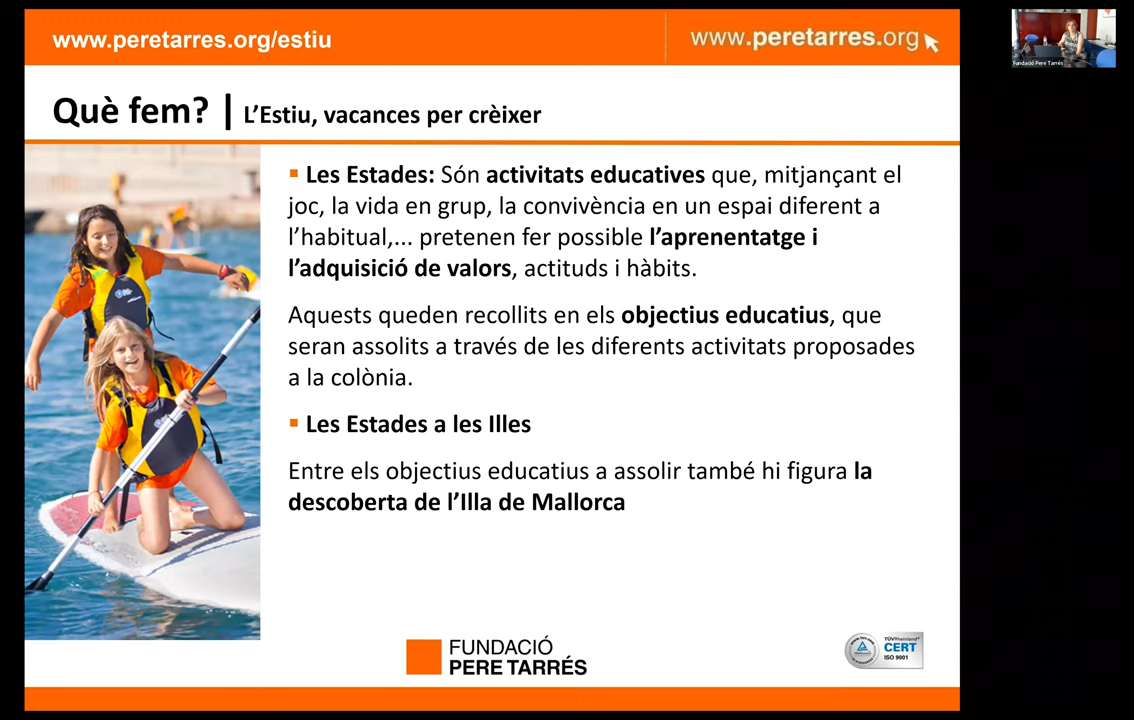 www.peretarres.org/estiu
www.peretarres.org
Fundació Pere Tarrés
Què fem? | L’Estiu, vacances per crèixer
▪ Les Estades: Són activitats educatives que, mitjançant el
joc, la vida en grup, la convivència en un espai diferent a
l’habitual,... pretenen fer possible l’aprenentatge i
l’adquisició de valors, actituds i hàbits.
Aquests queden recollits en els objectius educatius, que
seran assolits a través de les diferents activitats proposades
a la colònia.
▪ Les Estades a les Illes
Entre els objectius educatius a assolir també hi figura la
descoberta de l’Illa de Mallorca
FUNDACIÓ
PERE TARRÉS
TÜVRheinland
CERT
ISO 9001